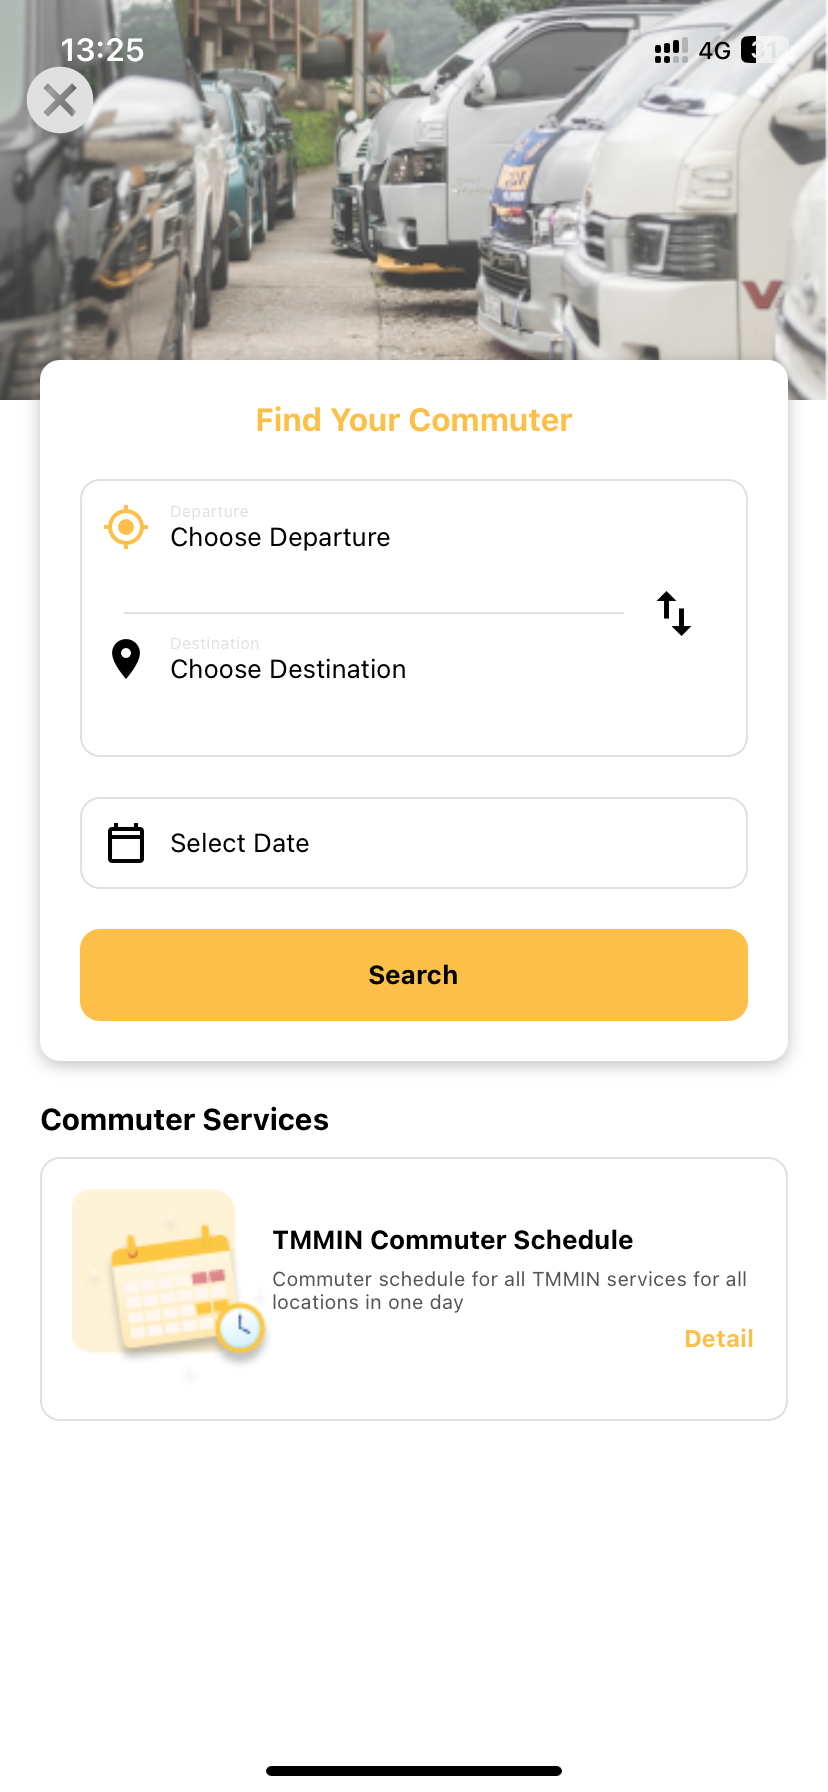 13:25
4G
31
Find Your Commuter
Departure
Choose Departure
Destination
Choose Destination
Select Date
Search
Commuter Services
TMMIN Commuter Schedule
Commuter schedule for all TMMIN services for all
locations in one day
Detail